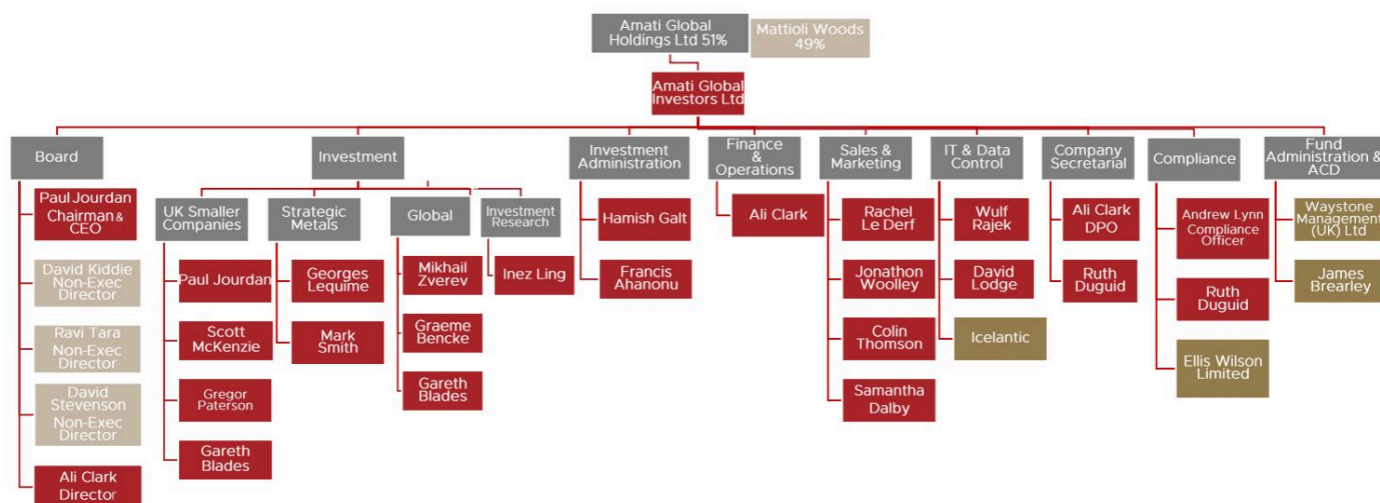 Amati Global
Holdings Ltd 51%
Mattioli Woods
49%
Amati Global
Investors Ltd
Board
Investment
Investment
Administration
Finance
&
Operations
Sales &
Marketing
IT & Data
Control
Company
Secretarial
Compliance
Fund
Administration &
ACD
Paul Jourdan
Chairman &
CEO
David Kiddie
Non-Exec
Director
Ravi Tara
Non-Exec
Director
David
Stevenson
Non-Exec
Director
Ali Clark
Director
UK Smaller
Companies
Paul Jourdan
Scott
McKenzie
Gregor
Paterson
Gareth
Blades
Strategic
Metals
Georges
Lequime
Mark
Smith
Global
Mikhail
Zverev
Graeme
Bencke
Gareth
Blades
Investment
Research
Inez Ling
Hamish Galt
Francis
Ahanonu
Ali Clark
Rachel
Le Derf
Jonathon
Woolley
Colin
Thomson
Samantha
Dalby
Wulf
Rajek
David
Lodge
Icelantic
Ali Clark
DPO
Ruth
Duguid
Andrew Lynn
Compliance
Officer
Ruth
Duguid
Ellis Wilson
Limited
Waystone
Management
(UK) Ltd
James
Brearley